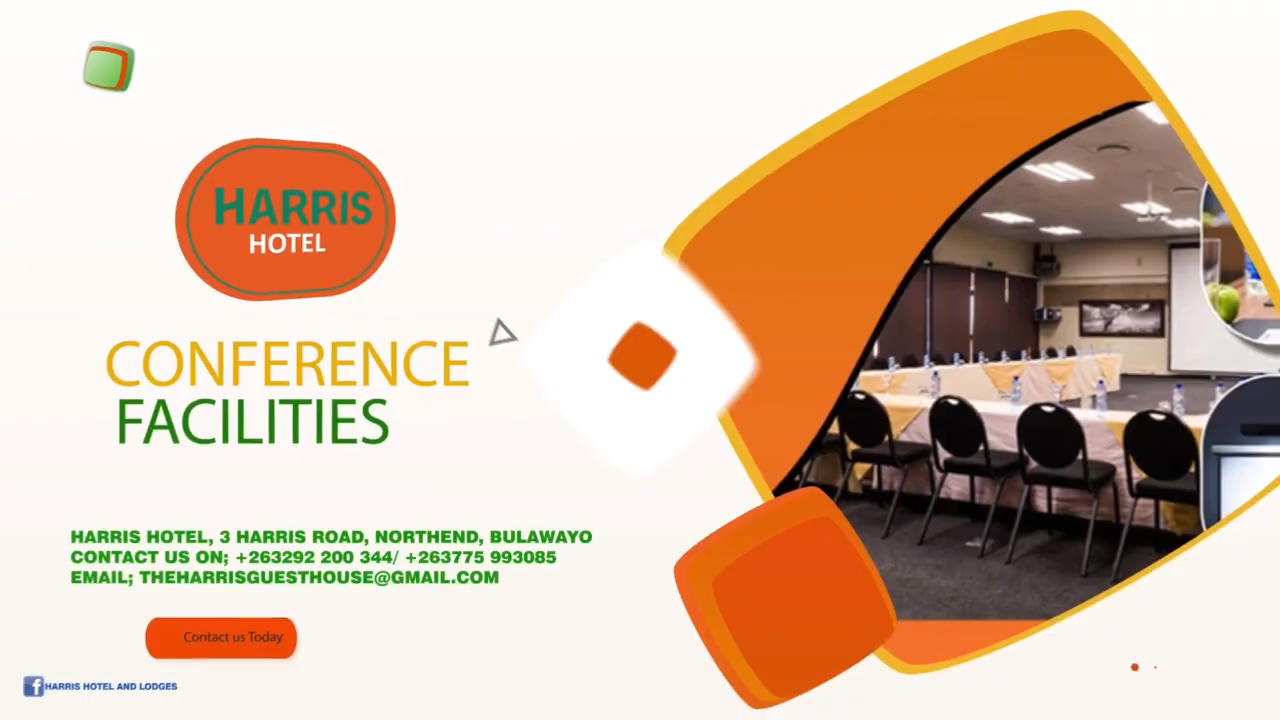 HARRIS
HOTEL
CONFERENCE
FACILITIES
HARRIS HOTEL, 3 HARRIS ROAD, NORTHEND, BULAWAYO
CONTACT US ON; +263292 200 344/ +263775 993085
EMAIL; THEHARRISGUESTHOUSE@GMAIL.COM
Contact us Today
f HARRIS HOTEL AND LODGES